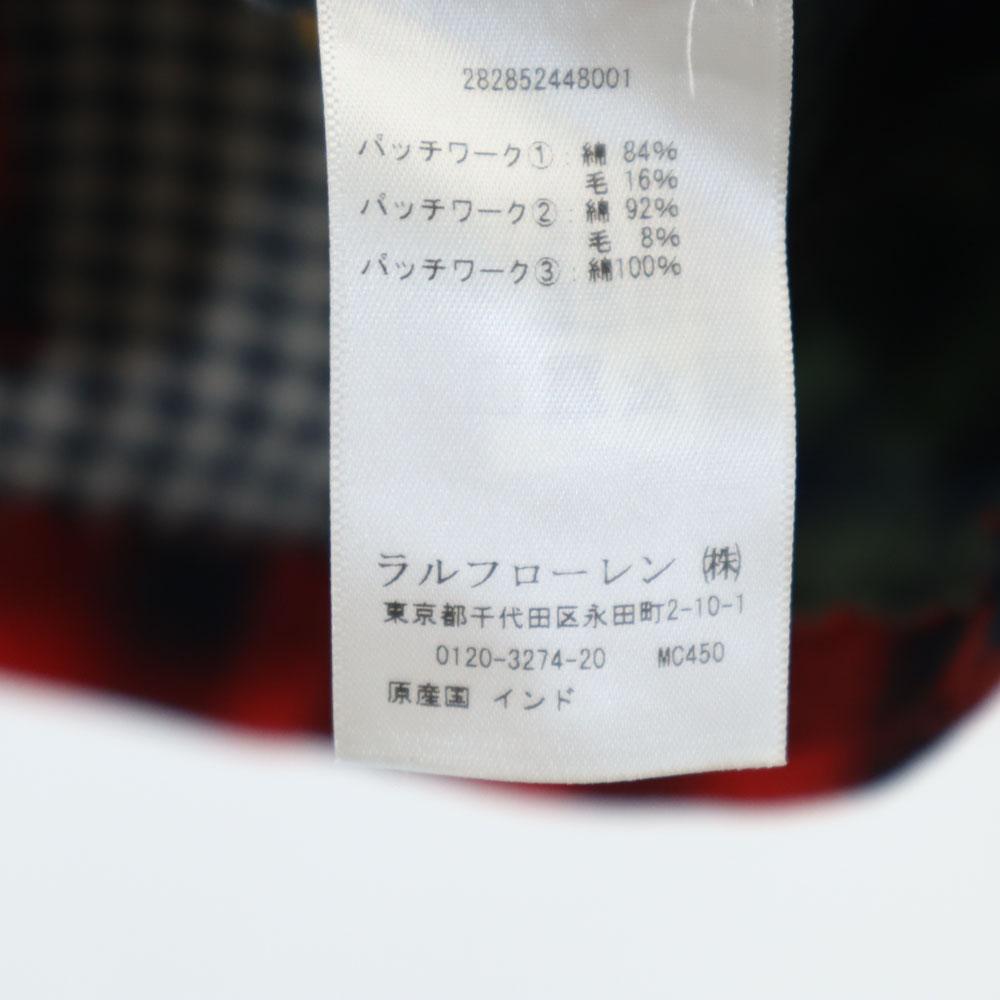 282852448001
パッチワーク① : 綿 84%
毛 16%
パッチワーク② : 綿 92%
毛 8%
パッチワーク③ : 綿100%
ラルフローレン ㈱
東京都千代田区永田町2-10-1
0120-3274-20 MC450
原産国 インド